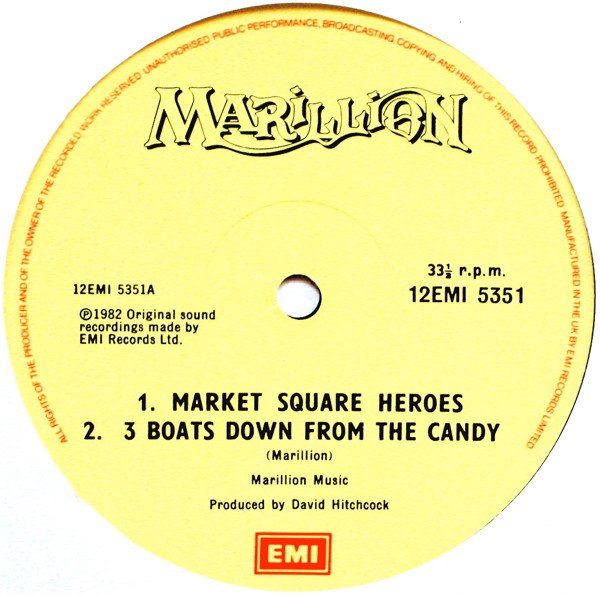 ALL RIGHTS OF THE PRODUCER AND OF THE OWNER OF THE RECORDED WORK RESERVED UNAUTHORISED PUBLIC PERFORMANCE, BROADCASTING, COPYING AND HIRING OF THIS RECORD PROHIBITED. MANUFACTURED IN THE UK BY EMI RECORDS LIMITED
MARILLION
12EMI 5351A
℗1982 Original sound
recordings made by
EMI Records Ltd.
33⅓ r.p.m.
12EMI 5351
1. MARKET SQUARE HEROES
2. 3 BOATS DOWN FROM THE CANDY
(Marillion)
Marillion Music
Produced by David Hitchcock
EMI